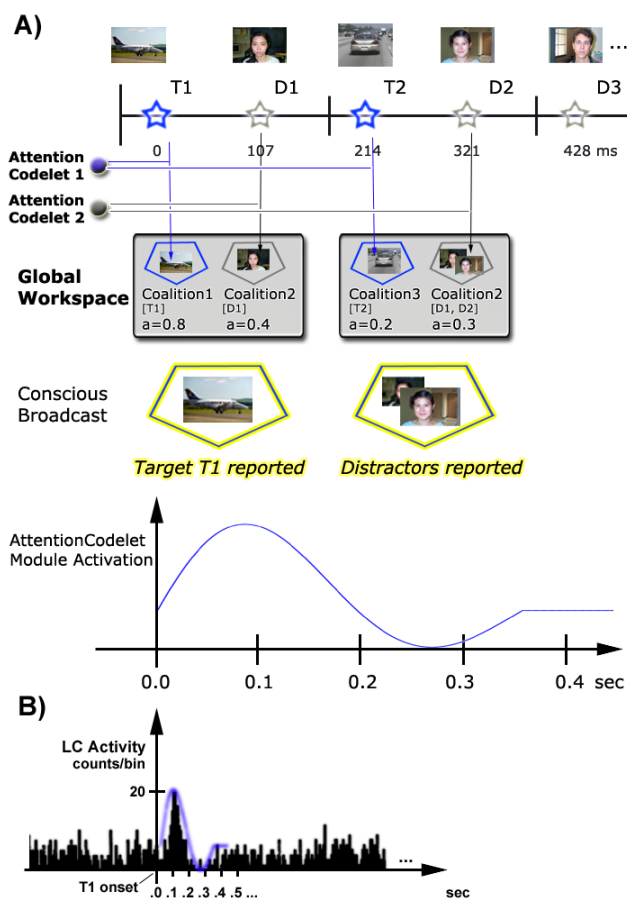 A)
T1 D1 T2 D2 D3
...
0 107 214 321 428 ms
Attention
Codelet 1
Attention
Codelet 2
Global
Workspace
Coalition1 Coalition2 Coalition3 Coalition2
[T1] [D1] [T2] [D1, D2]
a=0.8 a=0.4 a=0.2 a=0.3
Conscious
Broadcast
Target T1 reported Distractors reported
AttentionCodelet
Module Activation
0.0 0.1 0.2 0.3 0.4 sec
B)
LC Activity
counts/bin
20
...
T1 onset
.0 .1 .2 .3 .4 .5 ... sec